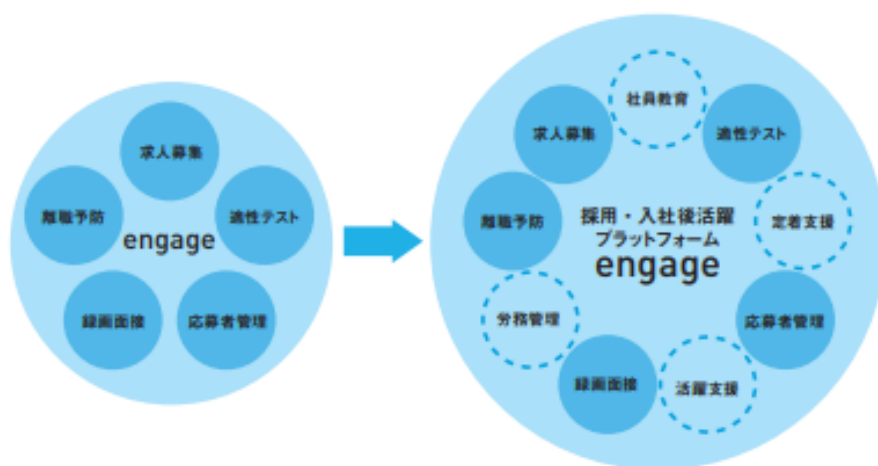 求人募集
離職予防
適性テスト
engage
録画面接
応募者管理
社員教育
求人募集
適性テスト
離職予防
採用・入社後活躍
プラットフォーム
engage
定着支援
労務管理
応募者管理
録画面接
活躍支援